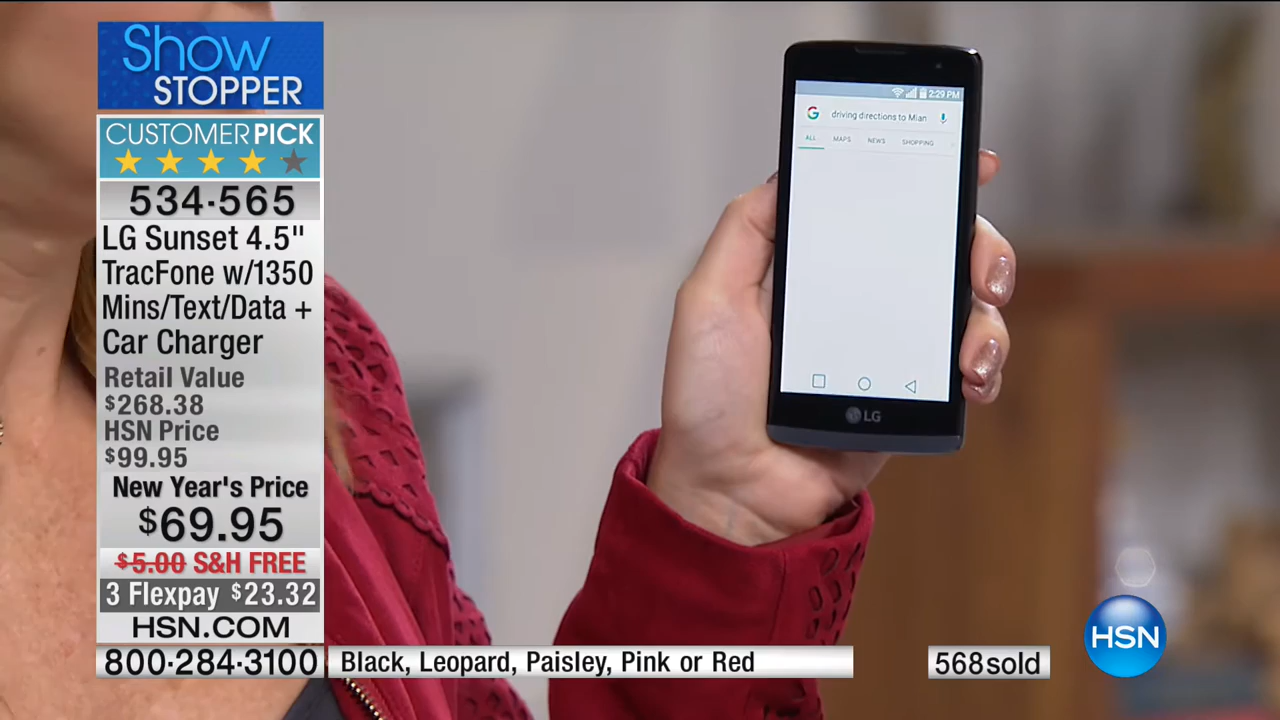 Show
STOPPER
CUSTOMER PICK
534-565
LG Sunset 4.5"
TracFone w/1350
Mins/Text/Data +
Car Charger
Retail Value
$268.38
HSN Price
$99.95
New Year's Price
$69.95
$5.00 S&H FREE
3 Flexpay $23.32
HSN.COM
800-284-3100
Black, Leopard, Paisley, Pink or Red
568 sold
HSN
2:29 PM
G driving directions to Mian
ALL MAPS NEWS SHOPPING
LG